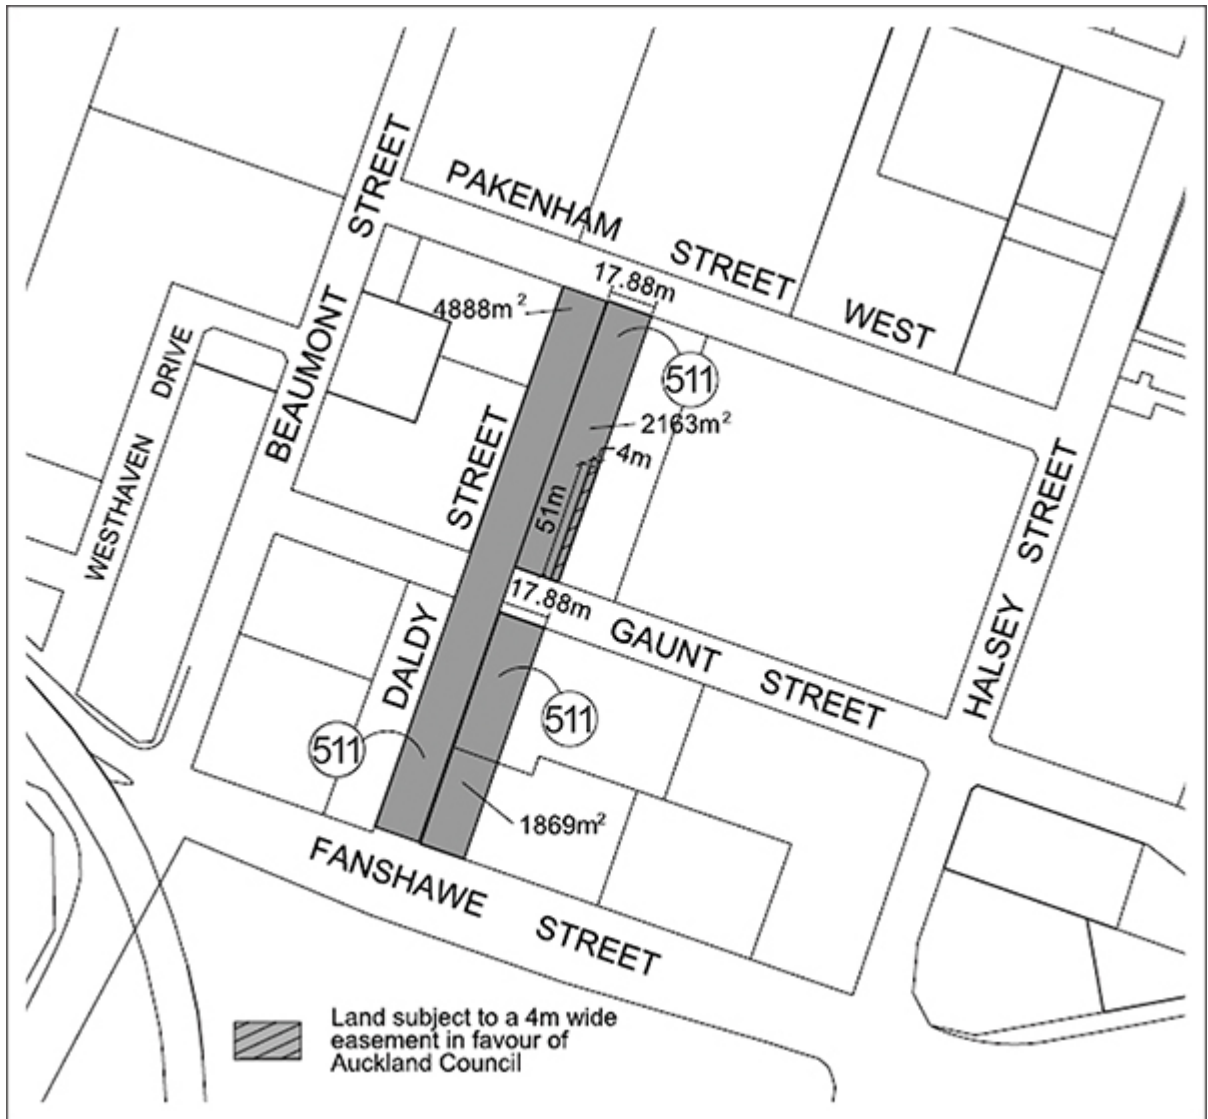 PAKENHAM STREET WEST
BEAUMONT STREET
WESTHAVEN DRIVE
17.88m
4888m²
511
2163m²
4m
51m
DALDY STREET
17.88m
GAUNT STREET
HALSEY STREET
511
511
1869m²
FANSHAWE STREET
Land subject to a 4m wide
easement in favour of
Auckland Council